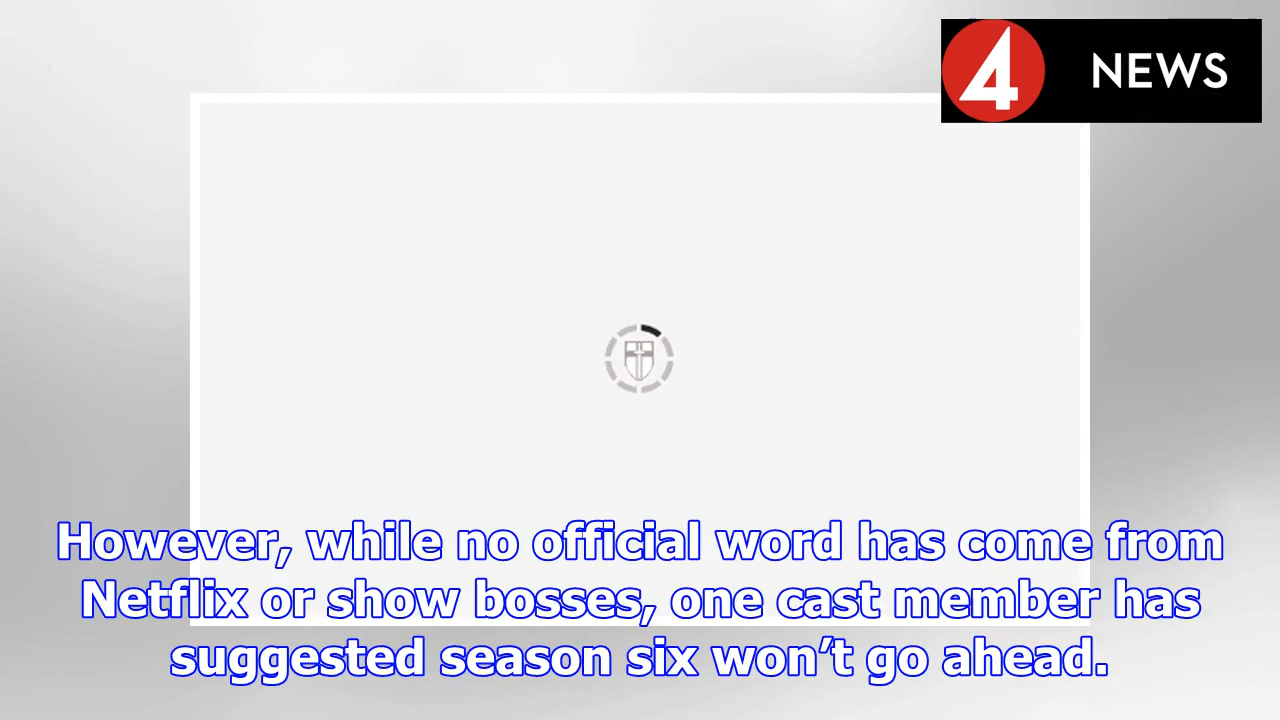 4 NEWS
However, while no official word has come from
Netflix or show bosses, one cast member has
suggested season six won’t go ahead.